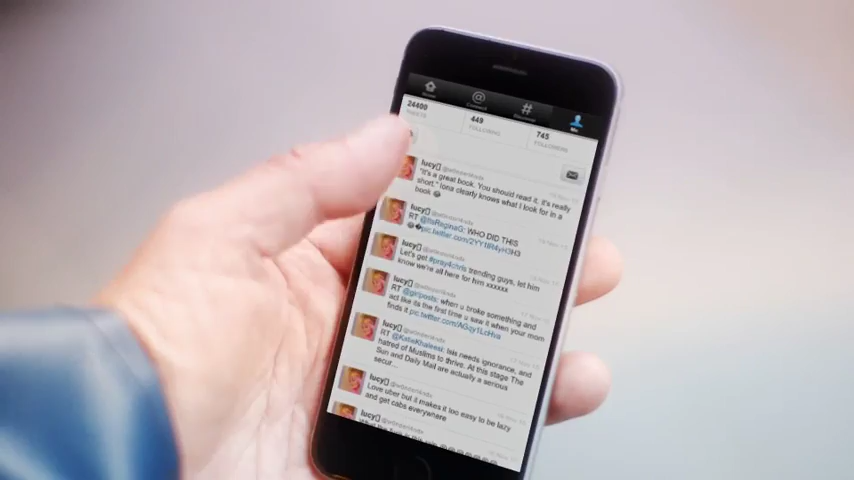 24400
449
745
FOLLOWING
FOLLOWING
lucy[]
"It's a great book. You should read it, it's really
short." Iona clearly knows what I look for in a
book
lucy[]
RT @ItsReginaG: WHO DID THIS
lucy[]
Let's get #pray4chris trending guys, let him
know we're all here for him xxxxxx
lucy[]
RT @girlposts: when u broke something and
act like its the first time u saw it when your mom
finds it
lucy[]
RT @KatieKhaleesi: Isis needs ignorance, and
hatred of Muslims to thrive. At this stage The
Sun and Daily Mail are actually a serious
secur...
lucy[]
Love uber but it makes it too easy to be lazy
and get cabs everywhere
lucy[]